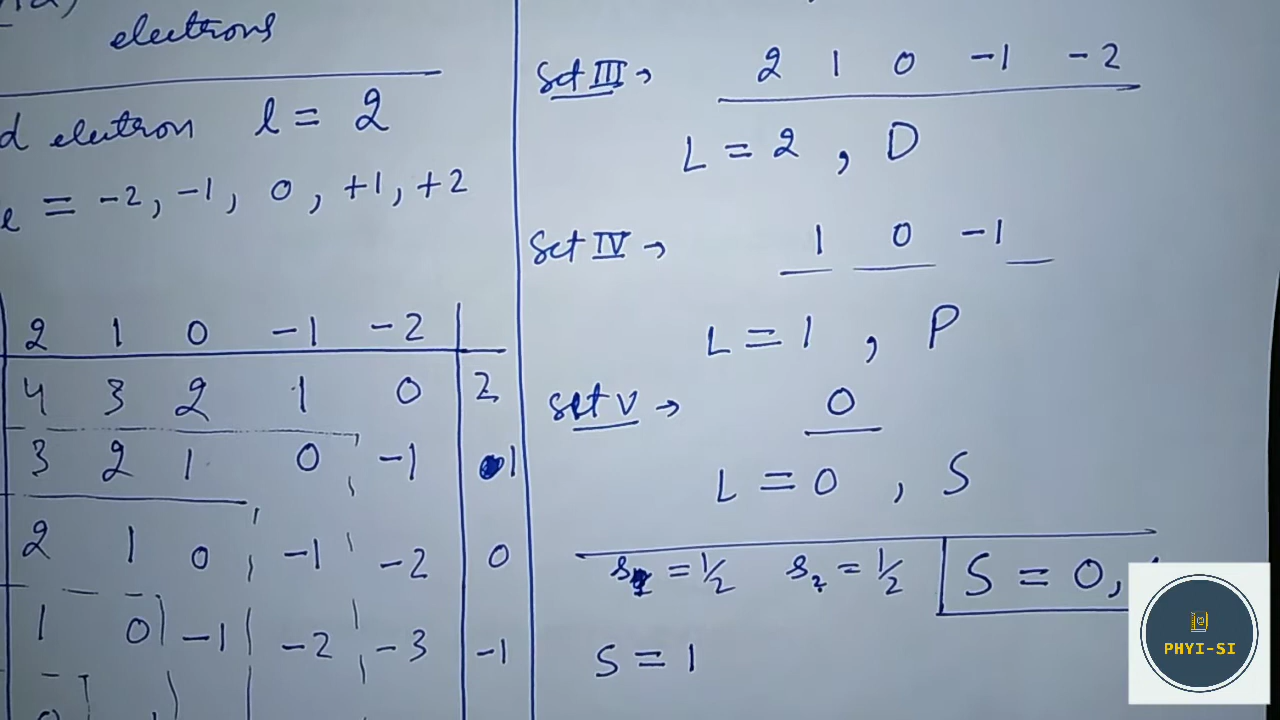 electrons
d electron l = 2
l = -2, -1, 0, +1, +2
2 1 0 -1 -2
4 3 2 1 0 2
3 2 1 0 -1 1
2 1 0 -1 -2 0
1 0 -1 -2 -3 -1
Set III → 2 1 0 -1 -2
L = 2 , D
Set IV → 1 0 -1
L = 1 , P
Set V → 0
L = 0 , S
s₁ = 1/2 s₂ = 1/2 S = 0,
S = 1
PHYI-SI